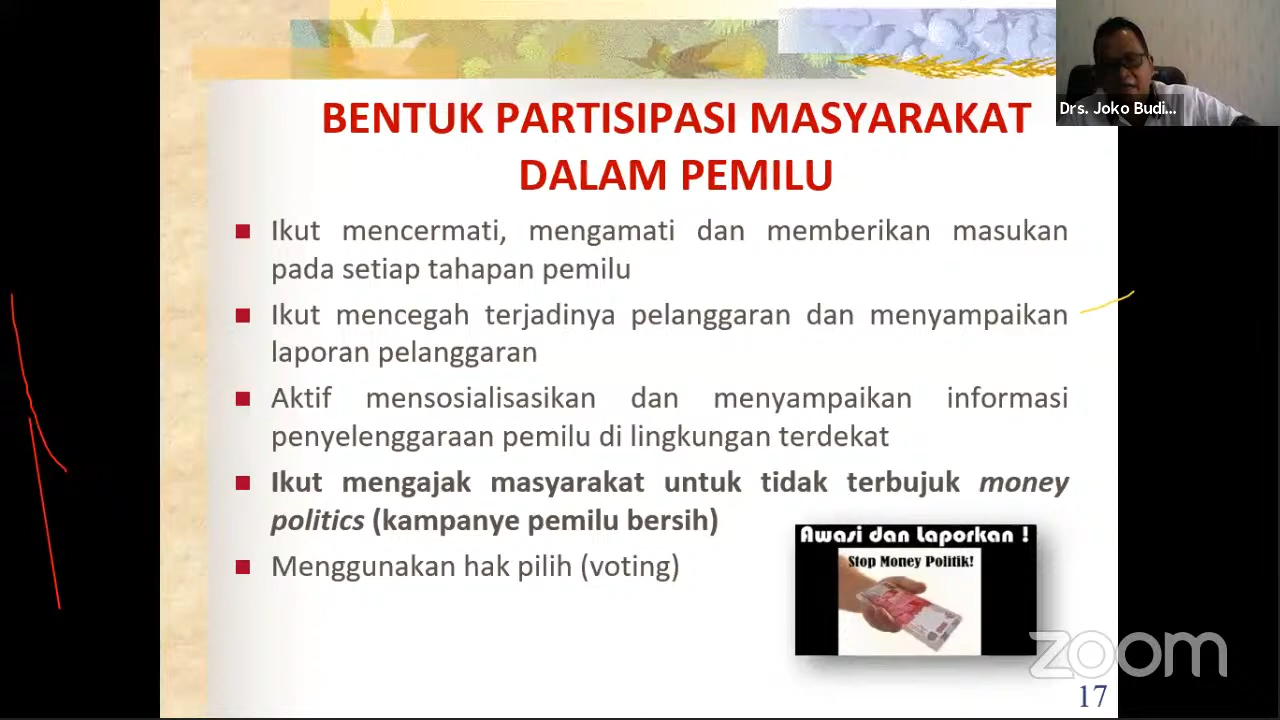 BENTUK PARTISIPASI MASYARAKAT
DALAM PEMILU
Drs. Joko Budi...
Ikut mencermati, mengamati dan memberikan masukan
pada setiap tahapan pemilu
Ikut mencegah terjadinya pelanggaran dan menyampaikan
laporan pelanggaran
Aktif mensosialisasikan dan menyampaikan informasi
penyelenggaraan pemilu di lingkungan terdekat
Ikut mengajak masyarakat untuk tidak terbujuk money
politics (kampanye pemilu bersih)
Menggunakan hak pilih (voting)
Awasi dan Laporkan !
Stop Money Politik!
zoom
17